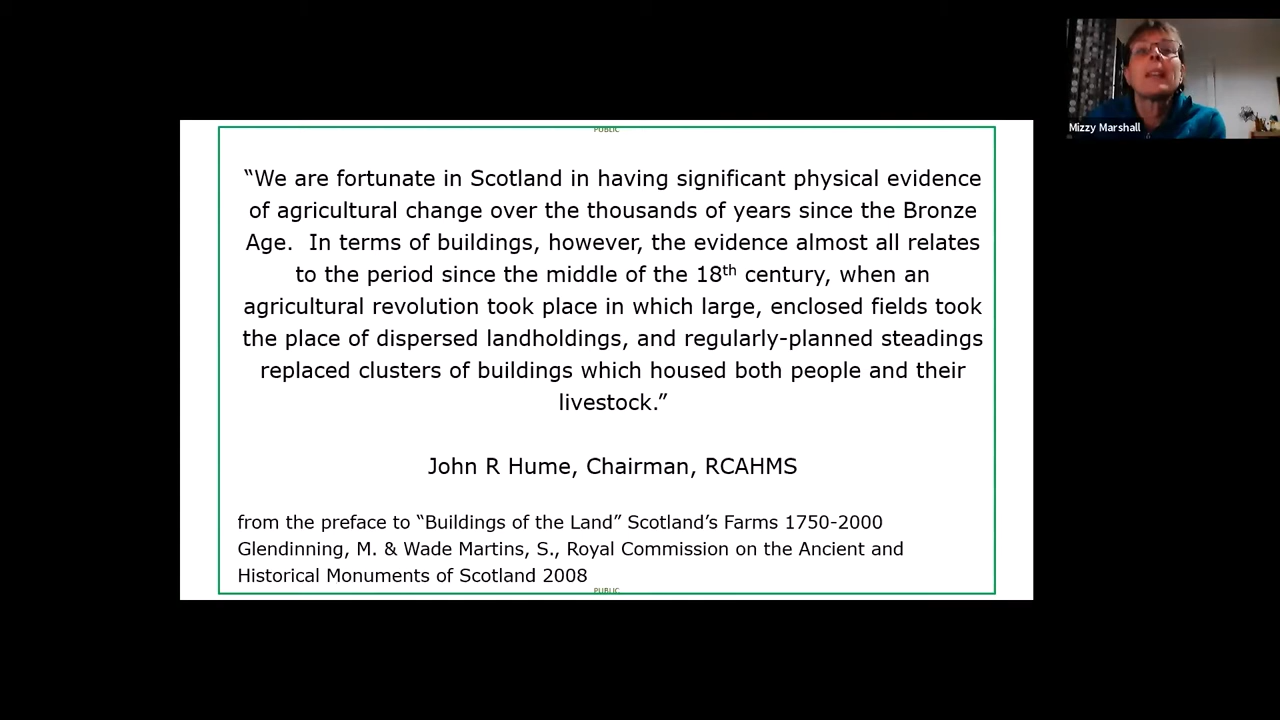 PUBLIC
“We are fortunate in Scotland in having significant physical evidence
of agricultural change over the thousands of years since the Bronze
Age.  In terms of buildings, however, the evidence almost all relates
to the period since the middle of the 18th century, when an
agricultural revolution took place in which large, enclosed fields took
the place of dispersed landholdings, and regularly-planned steadings
replaced clusters of buildings which housed both people and their
livestock.”
John R Hume, Chairman, RCAHMS
from the preface to “Buildings of the Land” Scotland’s Farms 1750-2000
Glendinning, M. & Wade Martins, S., Royal Commission on the Ancient and
Historical Monuments of Scotland 2008
PUBLIC
Mizzy Marshall